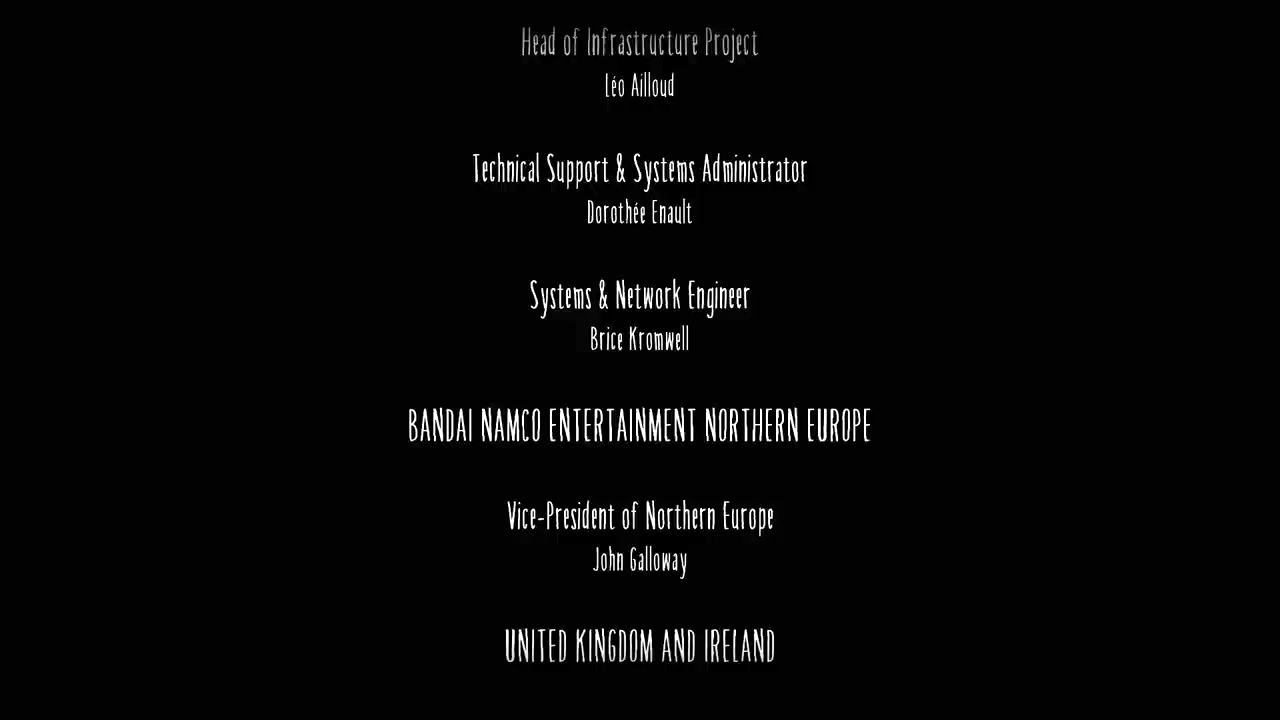 Head of Infrastructure Project
Léo Ailloud
Technical Support & Systems Administrator
Dorothée Enault
Systems & Network Engineer
Brice Kromwell
BANDAI NAMCO ENTERTAINMENT NORTHERN EUROPE
Vice-President of Northern Europe
John Galloway
UNITED KINGDOM AND IRELAND